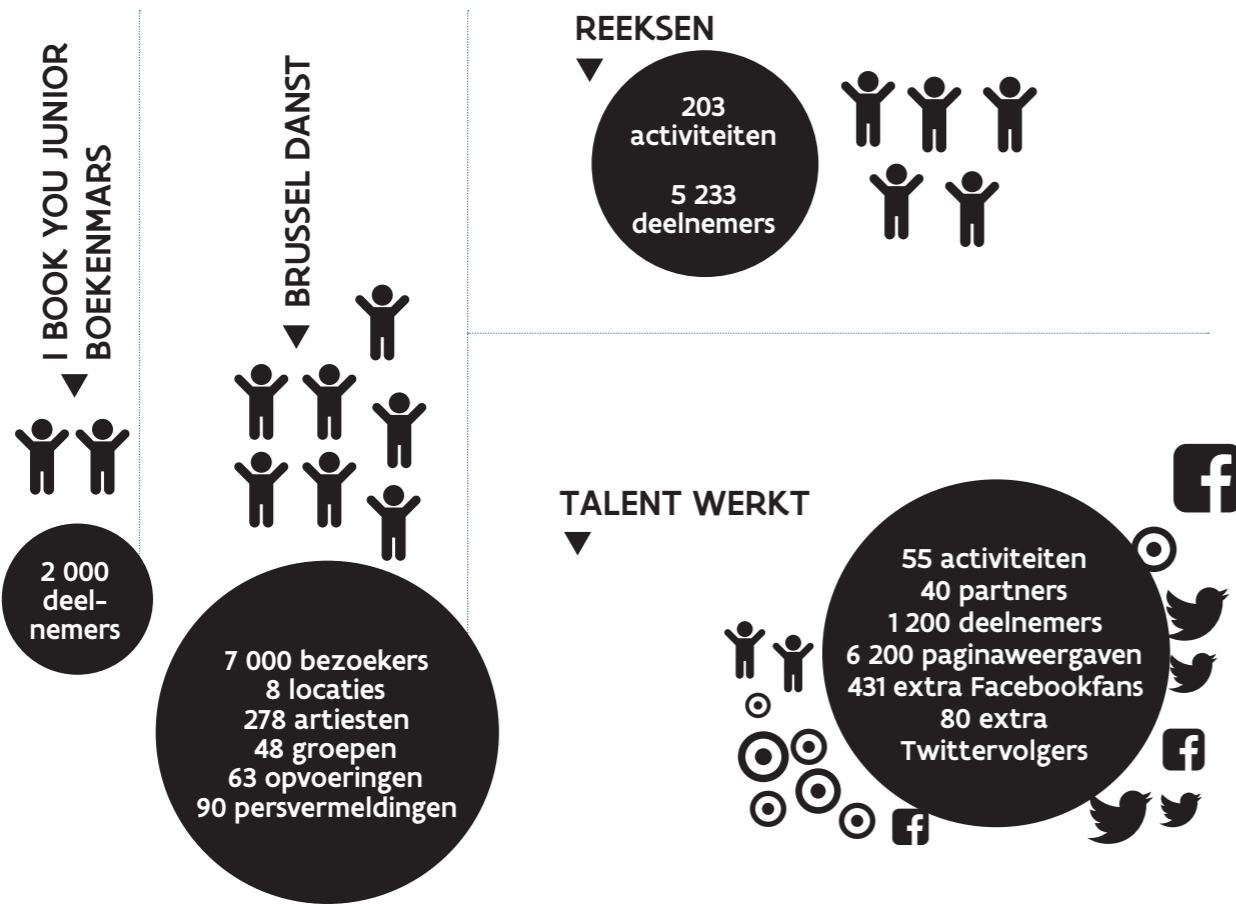 I BOOK YOU JUNIOR
BOEKENMARS
2 000
deel-
nemers
BRUSSEL DANST
7 000 bezoekers
8 locaties
278 artiesten
48 groepen
63 opvoeringen
90 persvermeldingen
REEKSEN
203
activiteiten
5 233
deelnemers
TALENT WERKT
55 activiteiten
40 partners
1 200 deelnemers
6 200 paginaweergaven
431 extra Facebookfans
80 extra
Twittervolgers